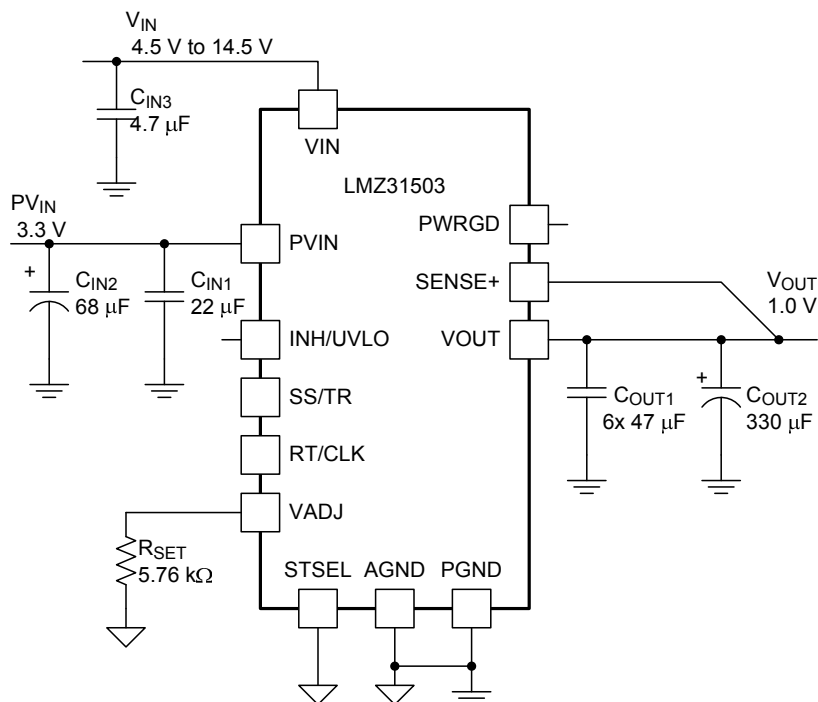 VIN
4.5 V to 14.5 V
CIN3
4.7 µF
VIN
LMZ31503
PVIN
3.3 V
PVIN
PWRGD
+
CIN2
68 µF
CIN1
22 µF
SENSE+
VOUT
1.0 V
INH/UVLO
VOUT
SS/TR
COUT1
6x 47 µF
+
COUT2
330 µF
RT/CLK
VADJ
RSET
5.76 kΩ
STSEL
AGND
PGND